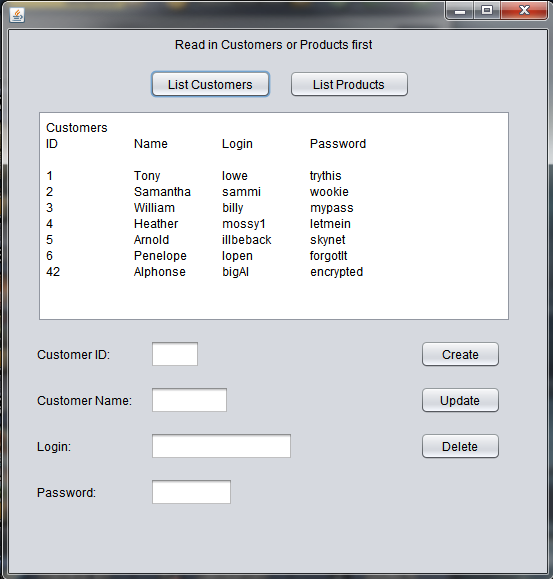 Read in Customers or Products first
List Customers List Products
Customers
ID Name Login Password
1 Tony lowe trythis
2 Samantha sammi wookie
3 William billy mypass
4 Heather mossy1 letmein
5 Arnold illbeback skynet
6 Penelope lopen forgotIt
42 Alphonse bigAl encrypted
Customer ID: Create
Customer Name: Update
Login: Delete
Password: